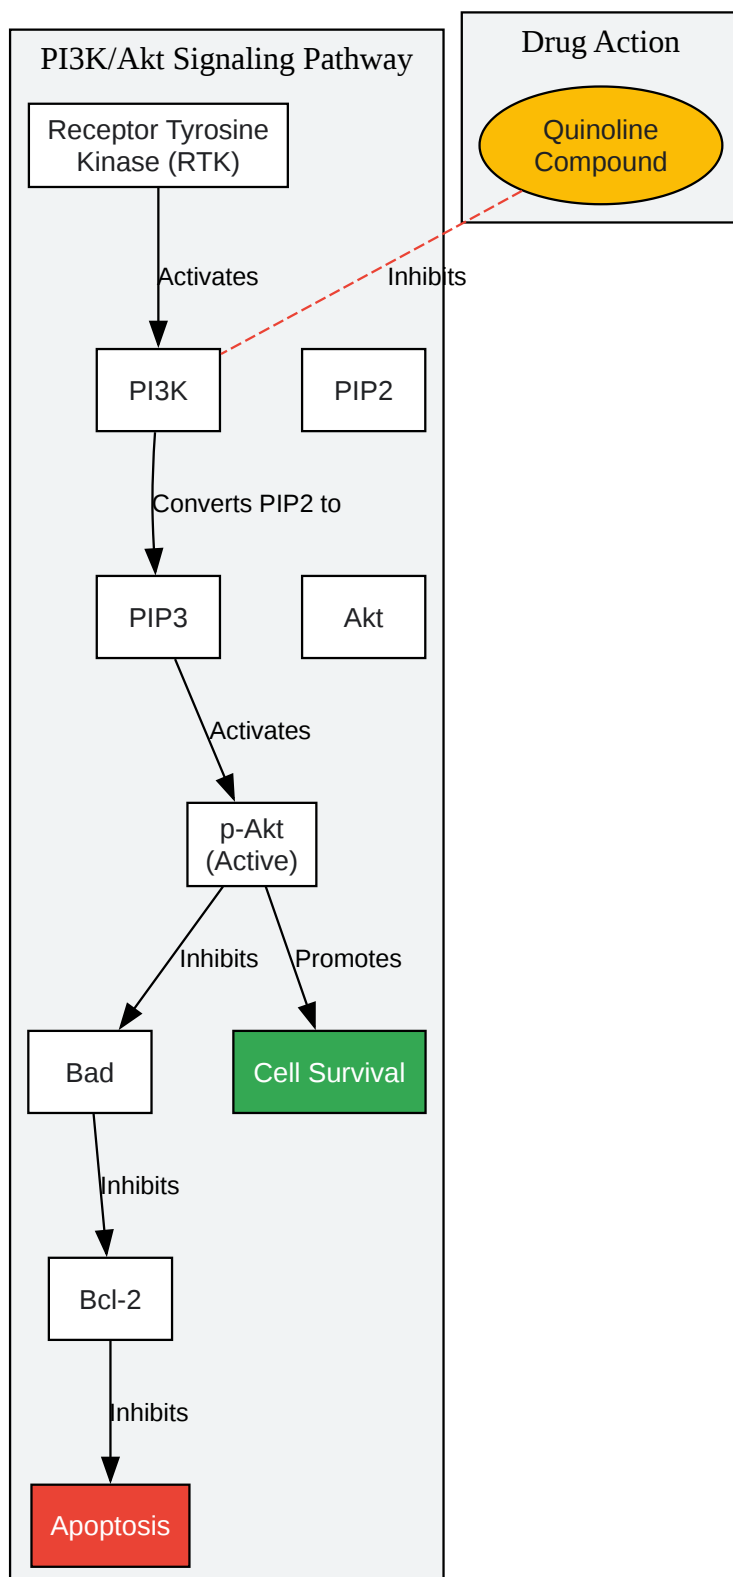 PI3K/Akt Signaling Pathway
Drug Action
Receptor Tyrosine
Kinase (RTK)
Quinoline
Compound
Activates
Inhibits
PI3K
PIP2
Converts PIP2 to
PIP3
Akt
Activates
p-Akt
(Active)
Inhibits
Promotes
Bad
Cell Survival
Inhibits
Bcl-2
Inhibits
Apoptosis